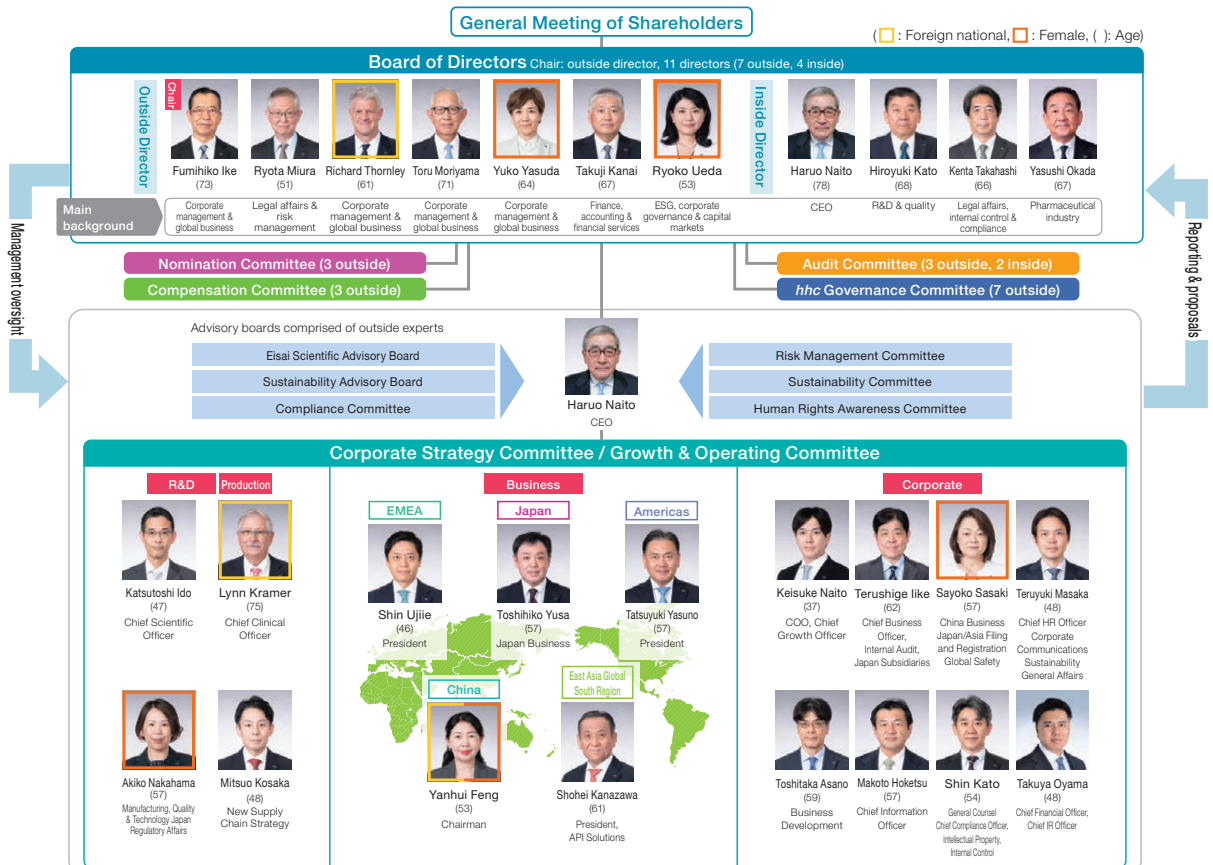 General Meeting of Shareholders
( : Foreign national, : Female, ( ): Age)
Board of Directors Chair: outside director, 11 directors (7 outside, 4 inside)
Outside Director
Chair
Fumihiko Ike
(73)
Ryota Miura
(51)
Richard Thornley
(61)
Toru Moriyama
(71)
Yuko Yasuda
(64)
Takuji Kanai
(67)
Ryoko Ueda
(53)
Inside Director
Haruo Naito
(78)
Hiroyuki Kato
(68)
Kenta Takahashi
(66)
Yasushi Okada
(67)
Main
background
Corporate
management &
global business
Legal affairs &
risk
management
Corporate
management &
global business
Corporate
management &
global business
Corporate
management &
global business
Finance,
accounting &
financial services
ESG, corporate
governance & capital
markets
CEO
R&D & quality
Legal affairs,
internal control &
compliance
Pharmaceutical
industry
Management oversight
Reporting & proposals
Nomination Committee (3 outside)
Compensation Committee (3 outside)
Audit Committee (3 outside, 2 inside)
hhc Governance Committee (7 outside)
Advisory boards comprised of outside experts
Eisai Scientific Advisory Board
Sustainability Advisory Board
Compliance Committee
Haruo Naito
CEO
Risk Management Committee
Sustainability Committee
Human Rights Awareness Committee
Corporate Strategy Committee / Growth & Operating Committee
R&D
Production
Katsutoshi Ido
(47)
Chief Scientific
Officer
Lynn Kramer
(75)
Chief Clinical
Officer
Akiko Nakahama
(57)
Manufacturing, Quality
& Technology Japan
Regulatory Affairs
Mitsuo Kosaka
(48)
New Supply
Chain Strategy
Business
EMEA
Shin Ujiie
(46)
President
Japan
Toshihiko Yusa
(57)
Japan Business
Americas
Tatsuyuki Yasuno
(57)
President
China
Yanhui Feng
(53)
Chairman
East Asia Global
South Region
Shohei Kanazawa
(61)
President,
API Solutions
Corporate
Keisuke Naito
(37)
COO, Chief
Growth Officer
Terushige Iike
(62)
Chief Business
Officer,
Internal Audit,
Japan Subsidiaries
Sayoko Sasaki
(57)
China Business
Japan/Asia Filing
and Registration
Global Safety
Teruyuki Masaka
(48)
Chief HR Officer
Corporate
Communications
Sustainability
General Affairs
Toshitaka Asano
(59)
Business
Development
Makoto Hoketsu
(57)
Chief Information
Officer
Shin Kato
(54)
General Counsel
Chief Compliance Officer,
Intellectual Property,
Internal Control
Takuya Oyama
(48)
Chief Financial Officer,
Chief IR Officer